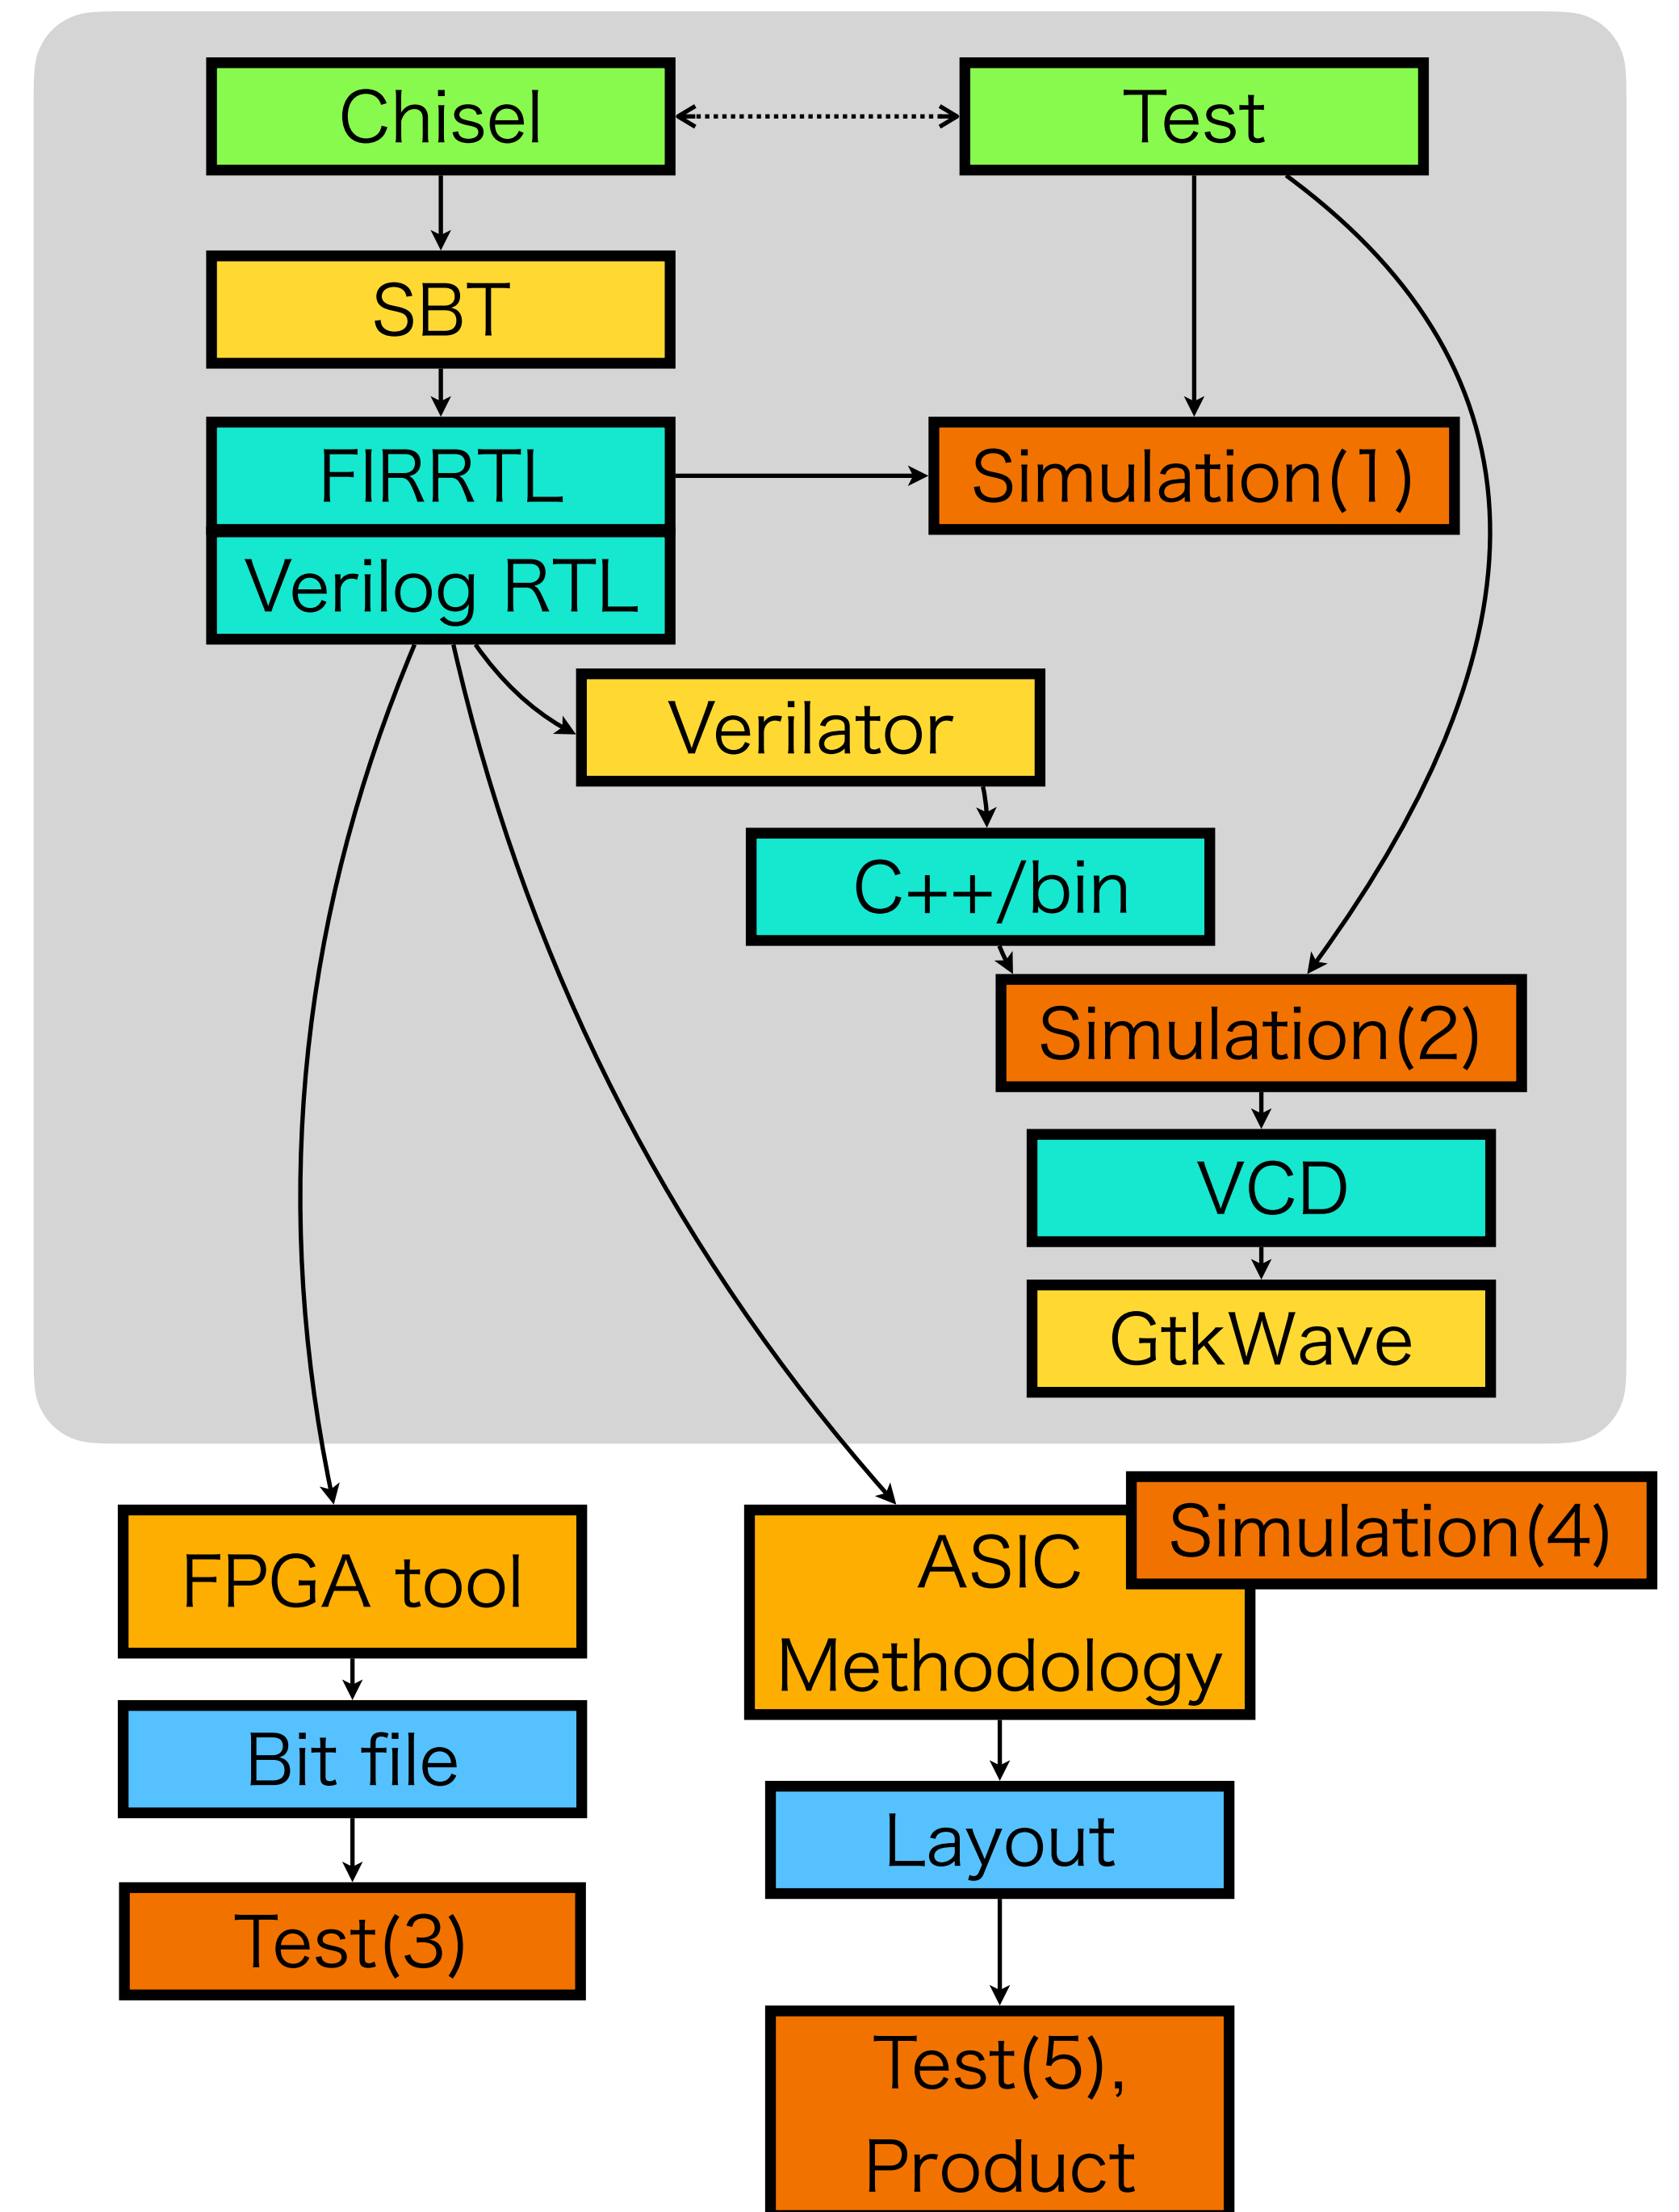 Chisel
Test
SBT
FIRRTL
Simulation(1)
Verilog RTL
Verilator
C++/bin
Simulation(2)
VCD
GtkWave
Simulation(4)
FPGA tool
ASIC
Methodology
Bit file
Layout
Test(3)
Test(5),
Product